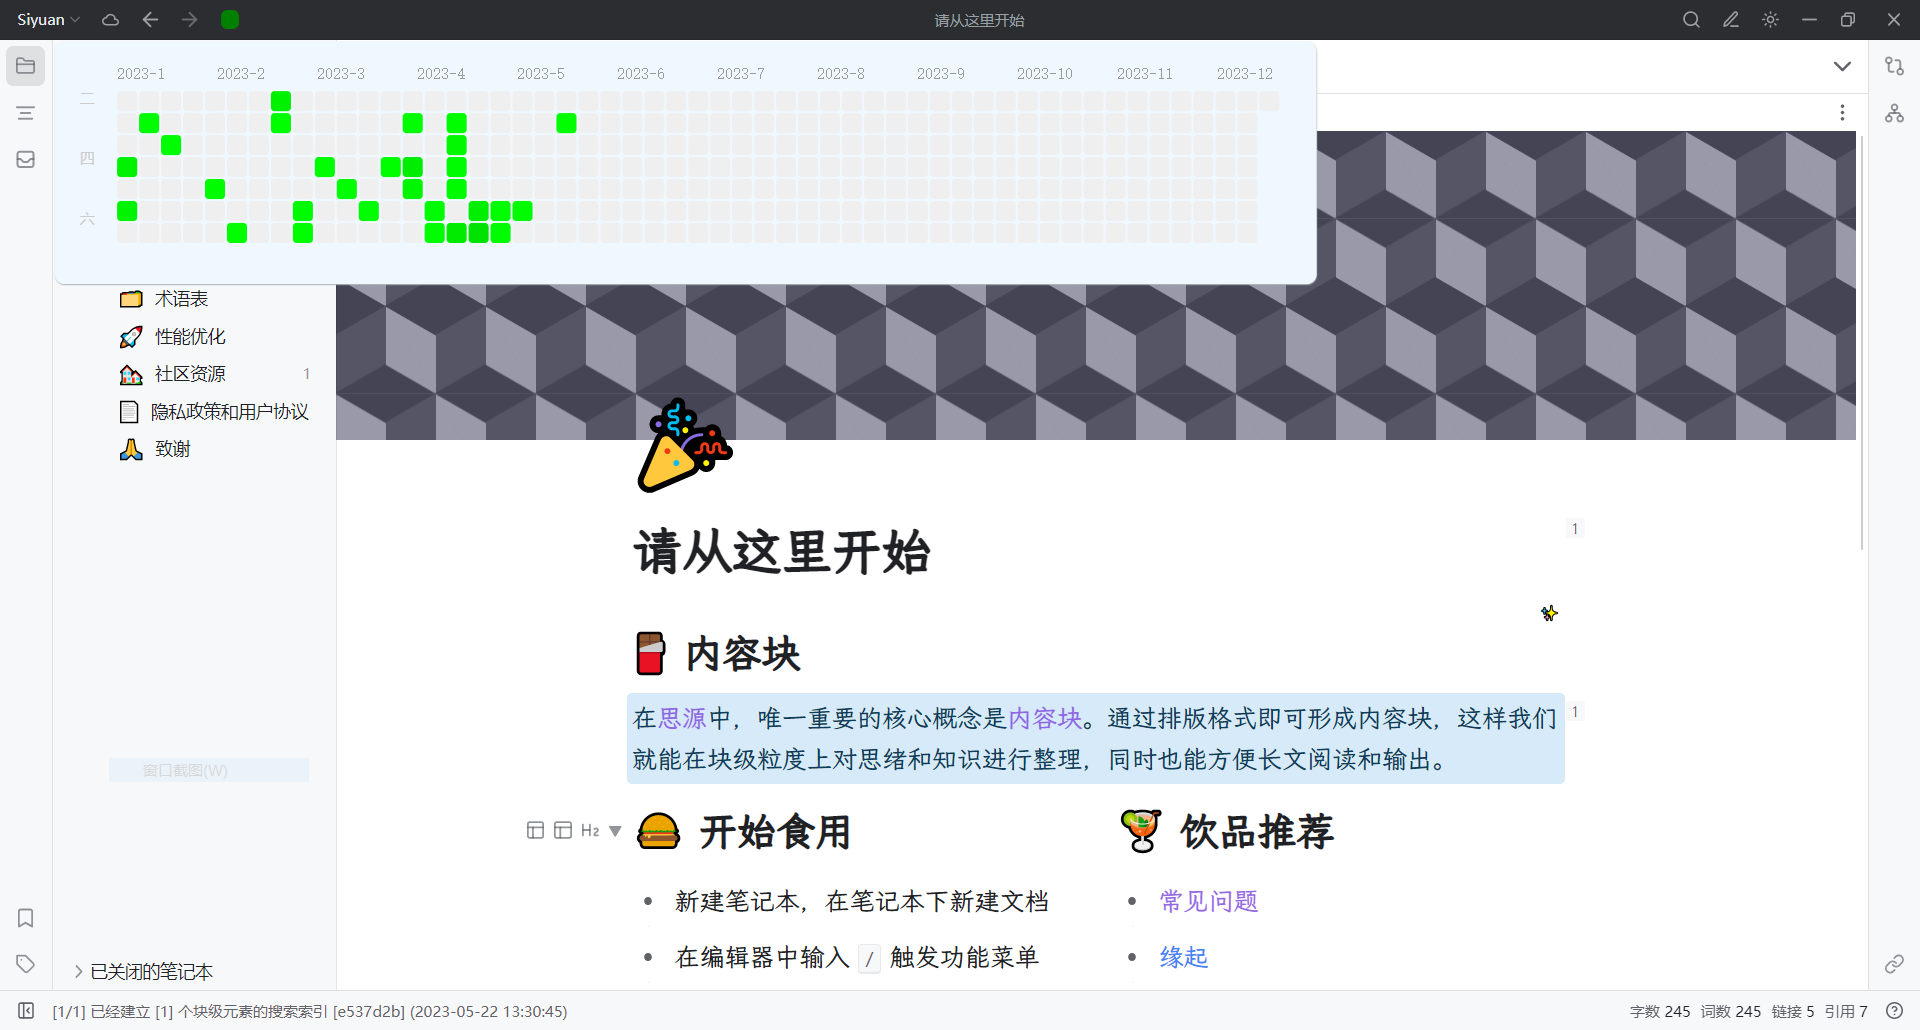 Siyuan
请从这里开始
2023-1 2023-2 2023-3 2023-4 2023-5 2023-6 2023-7 2023-8 2023-9 2023-10 2023-11 2023-12
二
四
六
术语表
性能优化
社区资源 1
隐私政策和用户协议
致谢
窗口截图(W)
已关闭的笔记本
请从这里开始 1
内容块
在思源中，唯一重要的核心概念是内容块。通过排版格式即可形成内容块，这样我们 1
就能在块级粒度上对思绪和知识进行整理，同时也能方便长文阅读和输出。
H2 开始食用
• 新建笔记本，在笔记本下新建文档
• 在编辑器中输入 / 触发功能菜单
饮品推荐
• 常见问题
• 缘起
[1/1] 已经建立 [1] 个块级元素的搜索索引 [e537d2b] (2023-05-22 13:30:45)
字数 245 词数 245 链接 5 引用 7